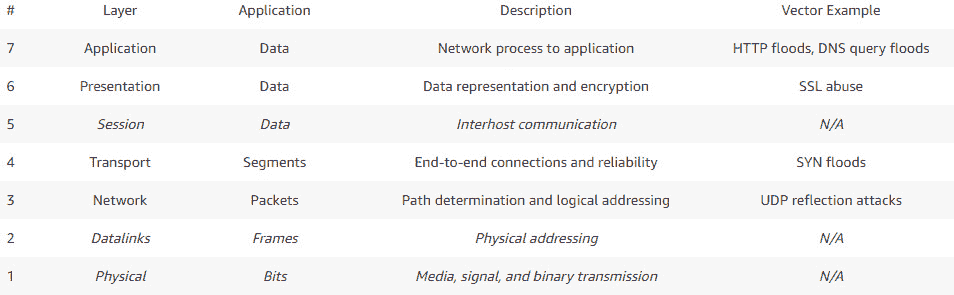 # Layer Application Description Vector Example
7 Application Data Network process to application HTTP floods, DNS query floods
6 Presentation Data Data representation and encryption SSL abuse
5 Session Data Interhost communication N/A
4 Transport Segments End-to-end connections and reliability SYN floods
3 Network Packets Path determination and logical addressing UDP reflection attacks
2 Datalinks Frames Physical addressing N/A
1 Physical Bits Media, signal, and binary transmission N/A